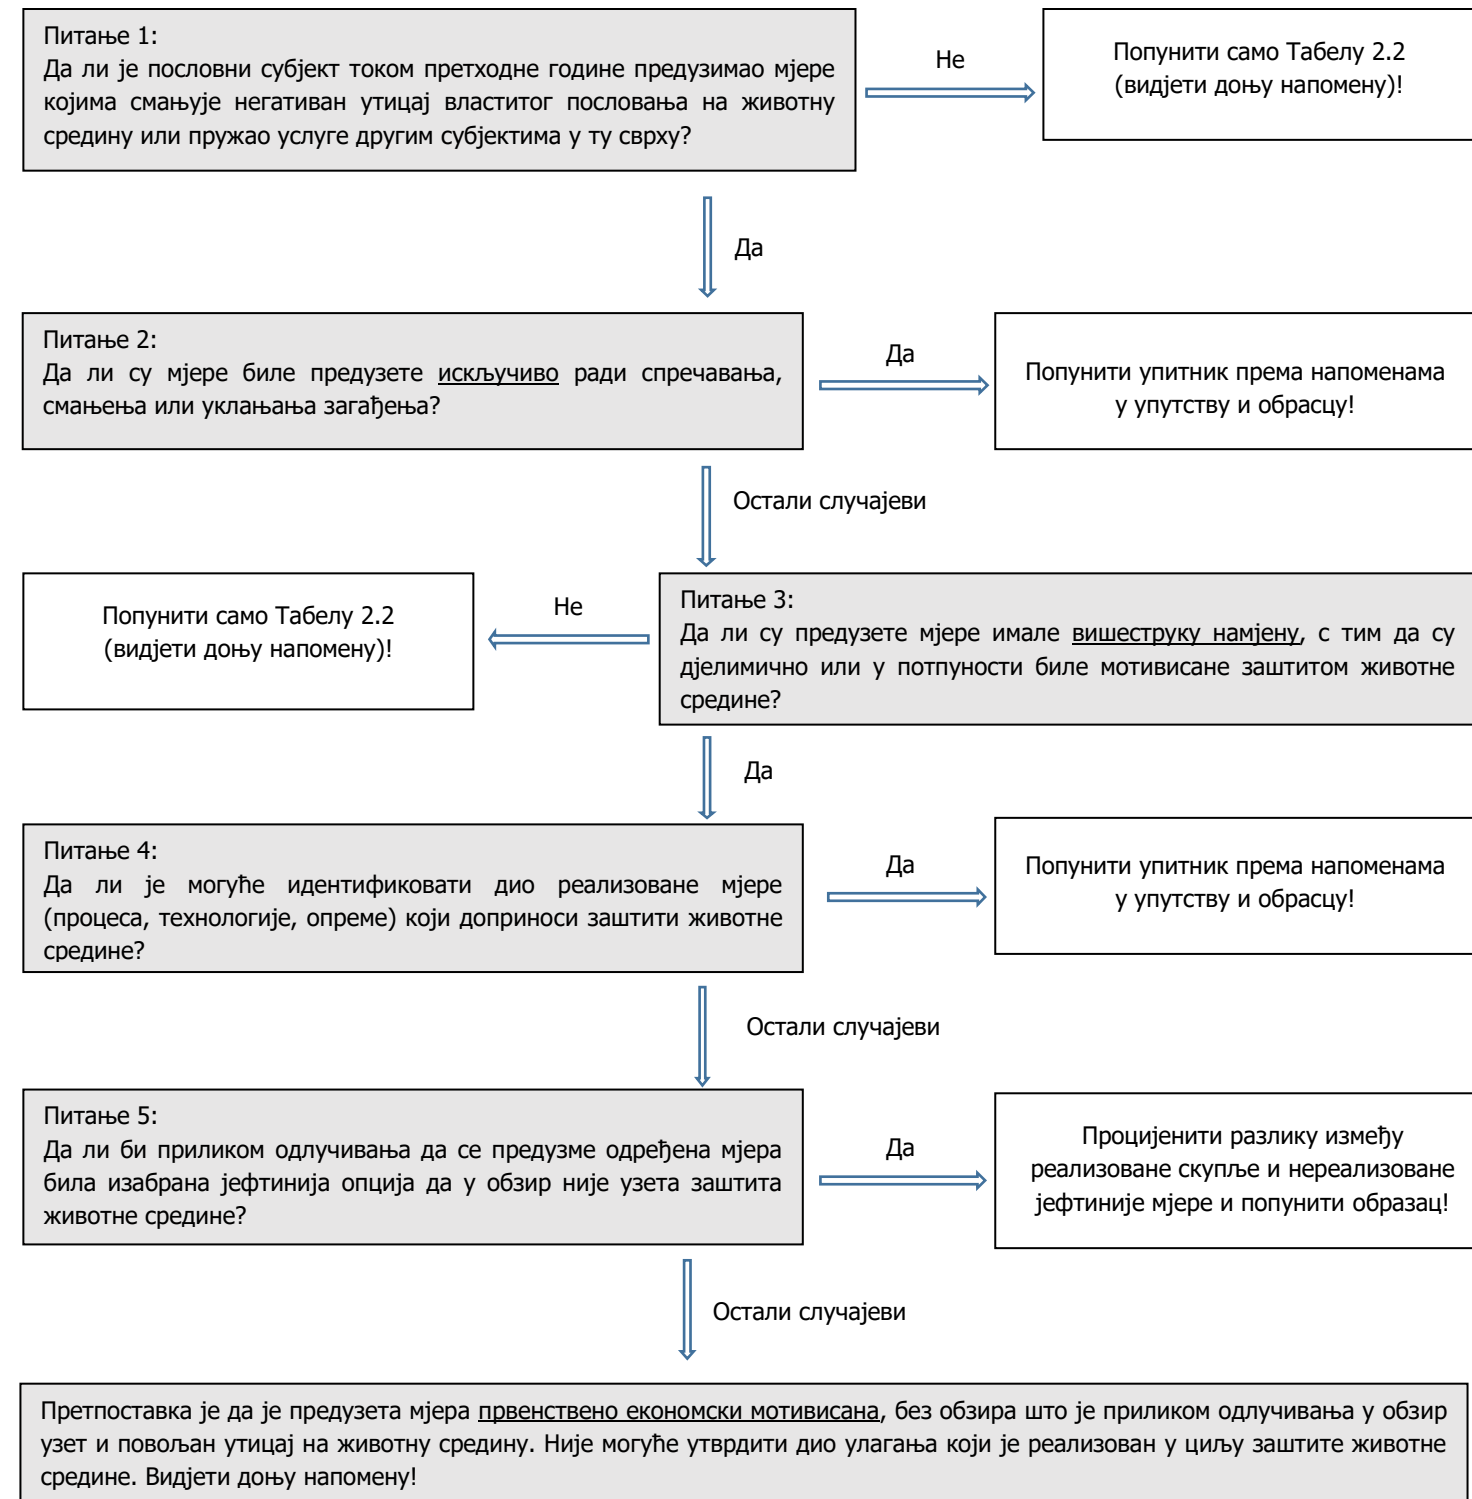 Питање 1:
Да ли је пословни субјект током претходне године предузимао мјере
којима смањује негативан утицај властитог пословања на животну
средину или пружао услуге другим субјектима у ту сврху?
Не
Попунити само Табелу 2.2
(видјети доњу напомену)!
Да
Питање 2:
Да ли су мјере биле предузете искључиво ради спречавања,
смањења или уклањања загађења?
Да
Попунити упитник према напоменама
у упутству и обрасцу!
Остали случајеви
Попунити само Табелу 2.2
(видјети доњу напомену)!
Не
Питање 3:
Да ли су предузете мјере имале вишеструку намјену, с тим да су
дјелимично или у потпуности биле мотивисане заштитом животне
средине?
Да
Питање 4:
Да ли је могуће идентификовати дио реализоване мјере
(процеса, технологије, опреме) који доприноси заштити животне
средине?
Да
Попунити упитник према напоменама
у упутству и обрасцу!
Остали случајеви
Питање 5:
Да ли би приликом одлучивања да се предузме одређена мјера
била изабрана јефтинија опција да у обзир није узета заштита
животне средине?
Да
Процијенити разлику између
реализоване скупље и нереализоване
јефтиније мјере и попунити образац!
Остали случајеви
Претпоставка је да је предузета мјера првенствено економски мотивисана, без обзира што је приликом одлучивања у обзир
узет и повољан утицај на животну средину. Није могуће утврдити дио улагања који је реализован у циљу заштите животне
средине. Видјети доњу напомену!